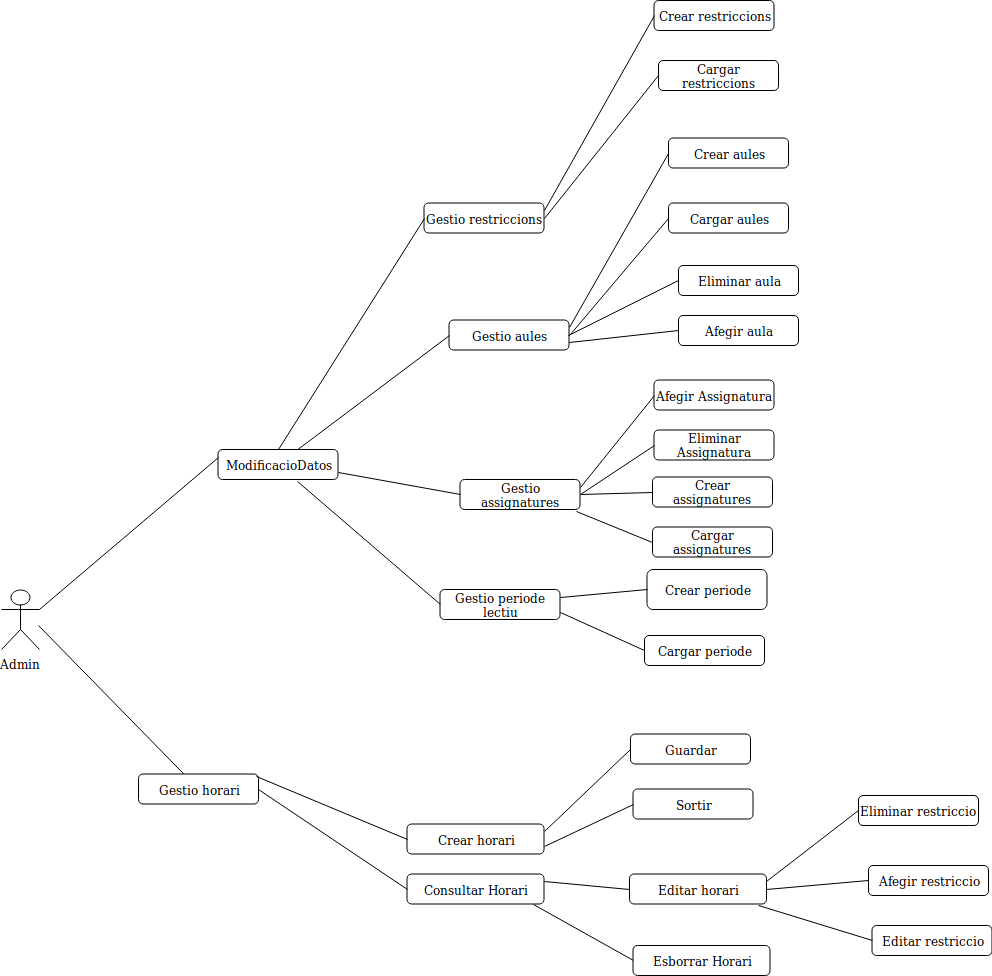 Crear restriccions
Cargar
restriccions
Crear aules
Gestio restriccions
Cargar aules
Eliminar aula
Gestio aules
Afegir aula
Afegir Assignatura
Eliminar
Assignatura
ModificacioDatos
Gestio
assignatures
Crear
assignatures
Cargar
assignatures
Gestio periode
lectiu
Crear periode
Cargar periode
Admin
Guardar
Gestio horari
Sortir
Eliminar restriccio
Crear horari
Consultar Horari
Editar horari
Afegir restriccio
Editar restriccio
Esborrar Horari